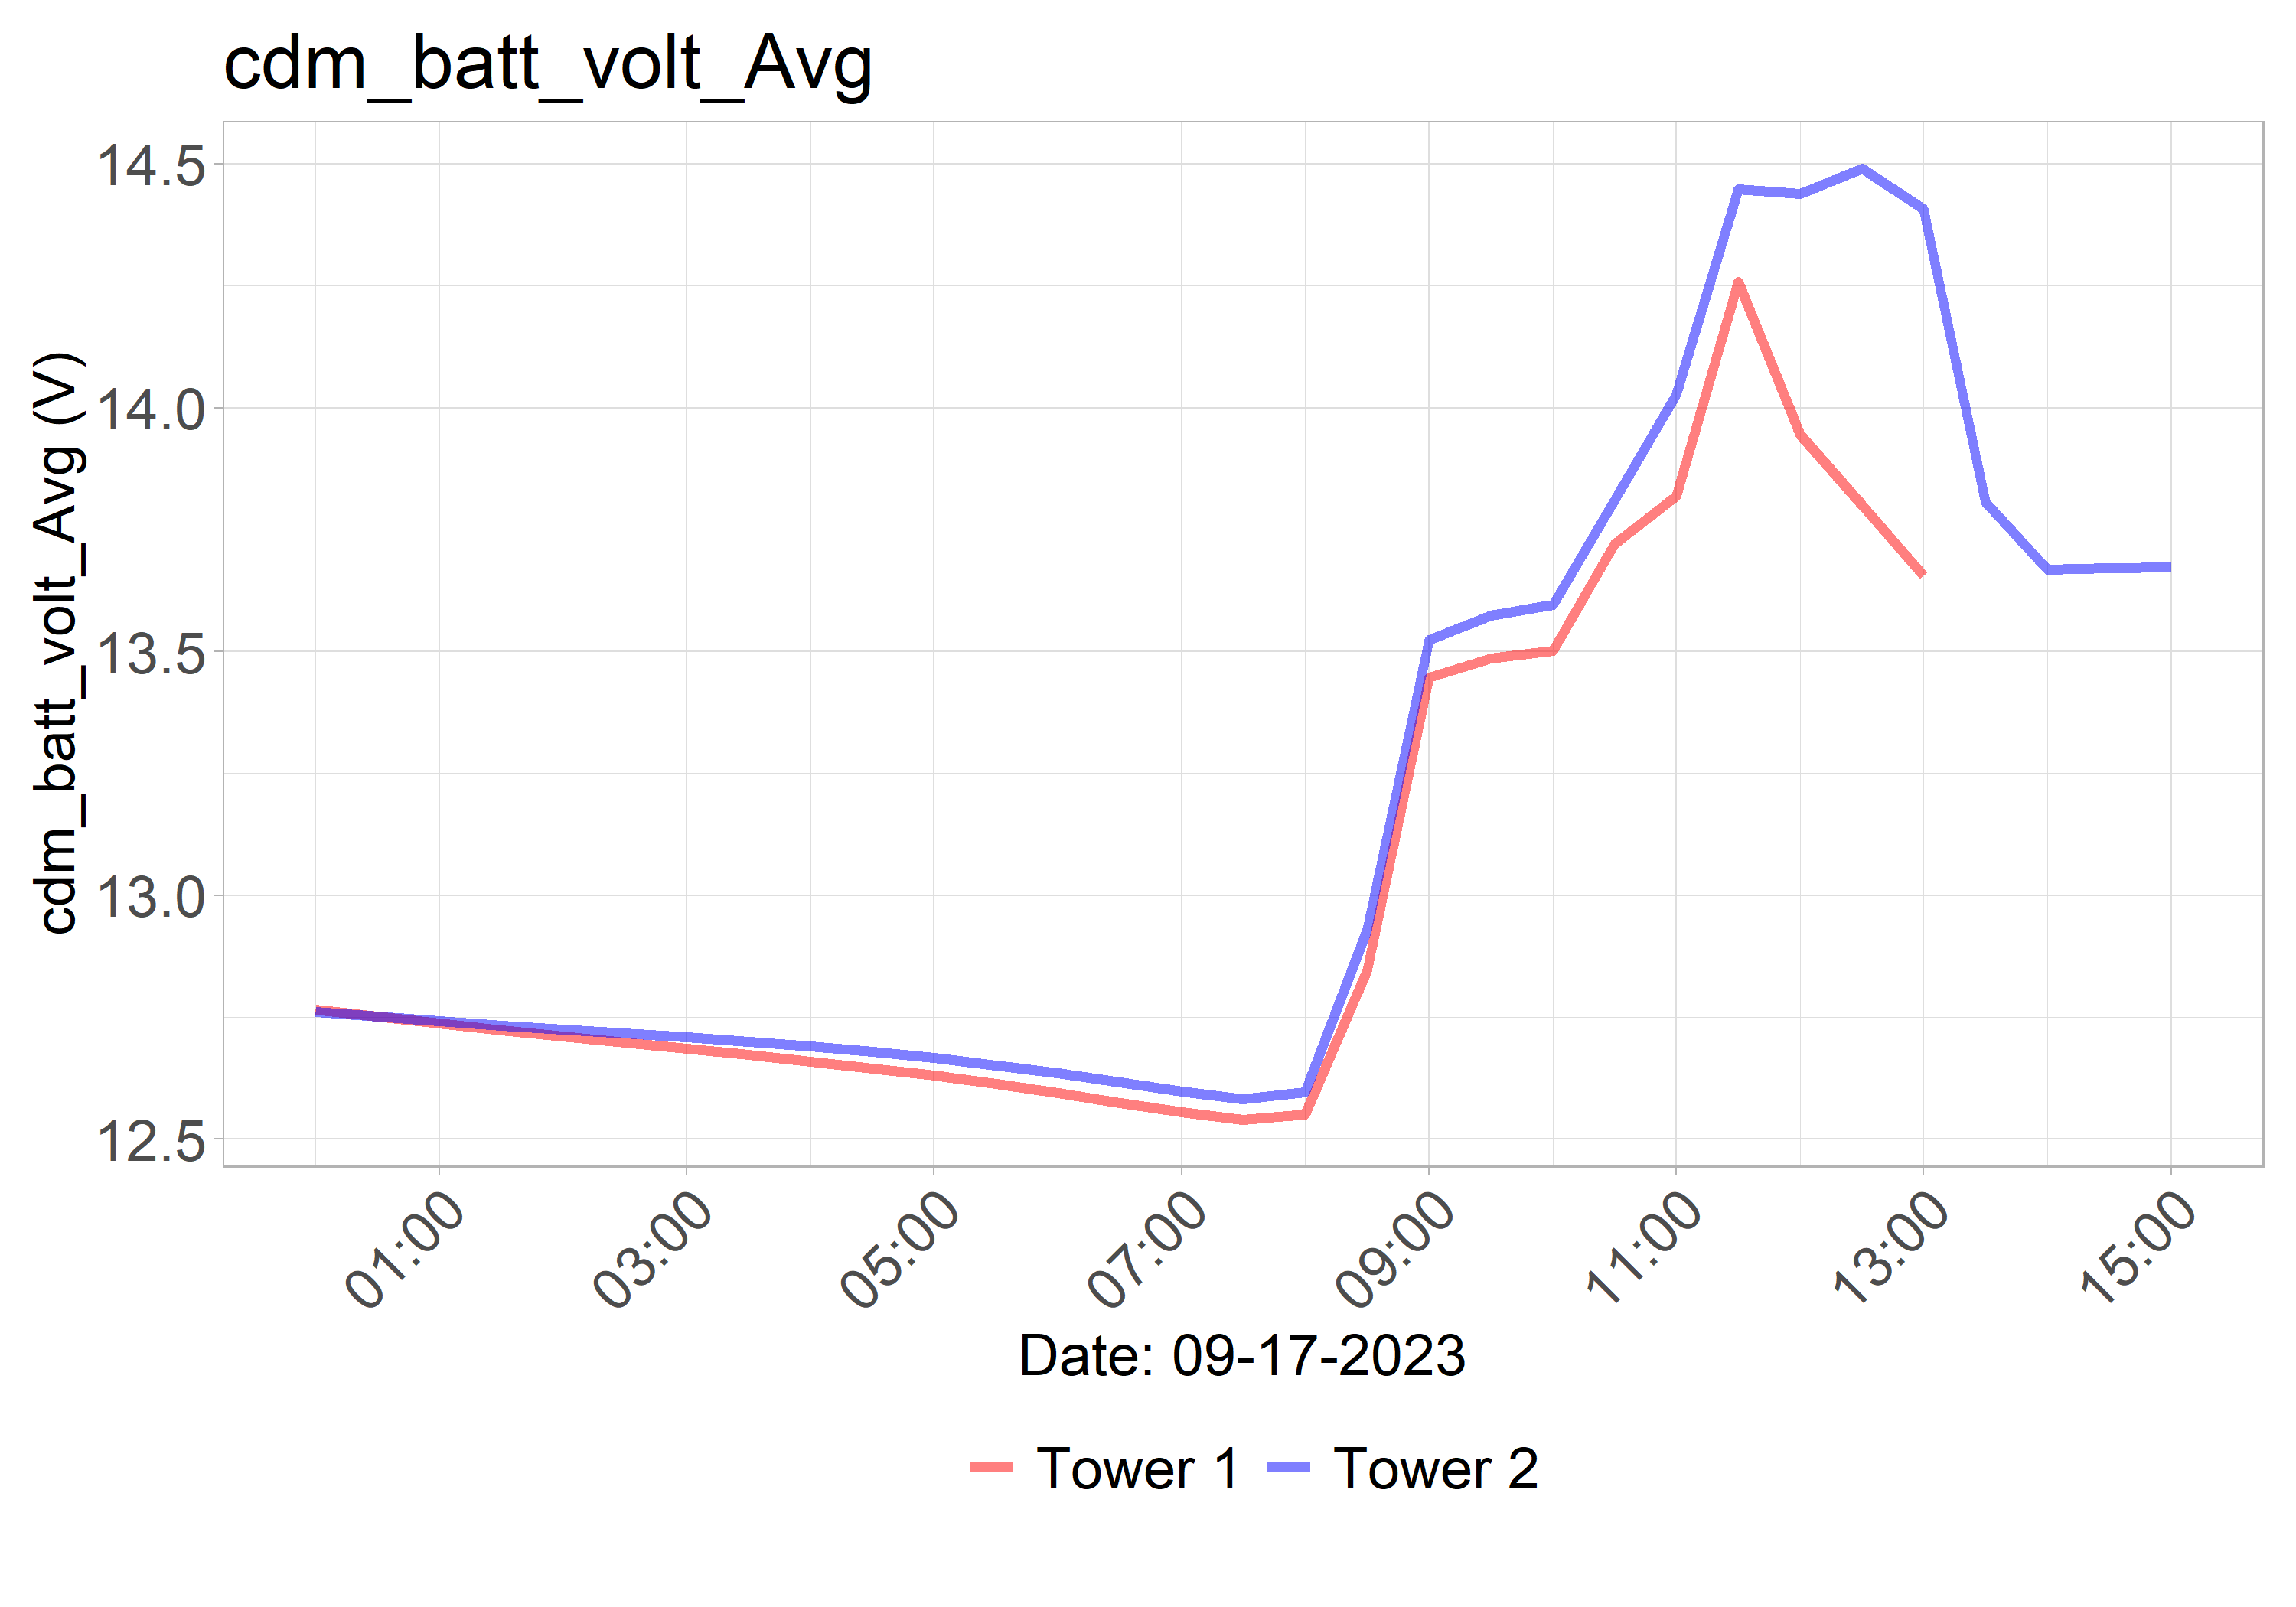 cdm_batt_volt_Avg
cdm_batt_volt_Avg (V)
14.5
14.0
13.5
13.0
12.5
01:00
03:00
05:00
07:00
09:00
11:00
13:00
15:00
Date: 09-17-2023
Tower 1
Tower 2